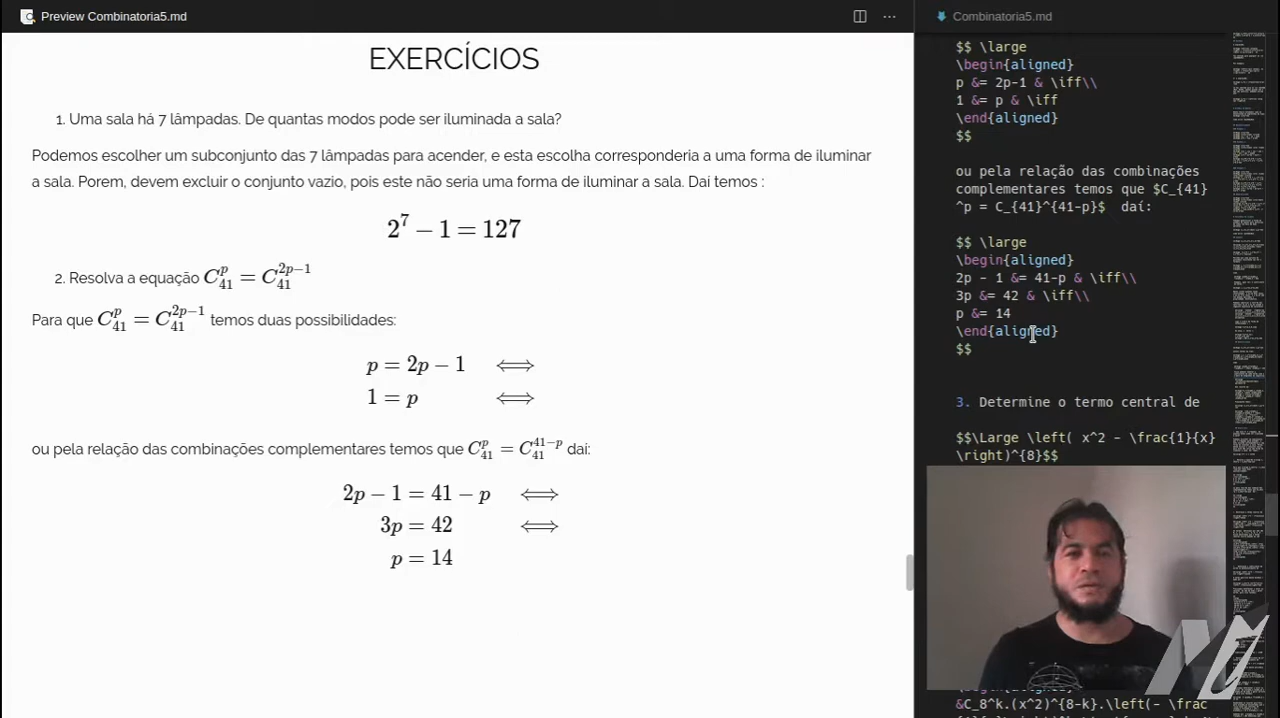 Preview Combinatoria5.md
EXERCÍCIOS
1. Uma sala há 7 lâmpadas. De quantas modos pode ser iluminada a sala?
Podemos escolher um subconjunto das 7 lâmpadas para acender, e esta escolha corresponderia a uma forma de iluminar
a sala. Porem, devem excluir o conjunto vazio, pois este não seria uma forma de iluminar a sala. Dai temos :
2^7 − 1 = 127
2. Resolva a equação C_{41}^{p} = C_{41}^{2p−1}
Para que C_{41}^{p} = C_{41}^{2p−1} temos duas possibilidades:
p = 2p − 1 ⟺
1 = p ⟺
ou pela relação das combinações complementares temos que C_{41}^{p} = C_{41}^{41−p} daí:
2p − 1 = 41 − p ⟺
3p = 42 ⟺
p = 14
Combinatoria5.md
$$ \large
\begin{aligned}
p &= 2p-1 & \iff\\
1 &= p & \iff
\end{aligned}
$$
ou pela relação das combinações
complementares temos que $C_{41}
^p = C_{41}^{41-p}$  daí:
$$ \large
\begin{aligned}
2p - 1 &= 41-p & \iff\\
3p &= 42 & \iff\\
p &= 14
\end{aligned}
$$
3. Determine o termo central de
$$\Large \left( x^2 - \frac{1}{x}
\right)^{8}$$
&C_8^k.(x^2)^{8-k}.\left(- \frac